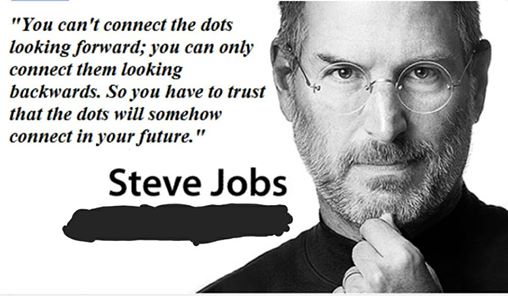 "You can't connect the dots
looking forward; you can only
connect them looking
backwards. So you have to trust
that the dots will somehow
connect in your future."
Steve Jobs